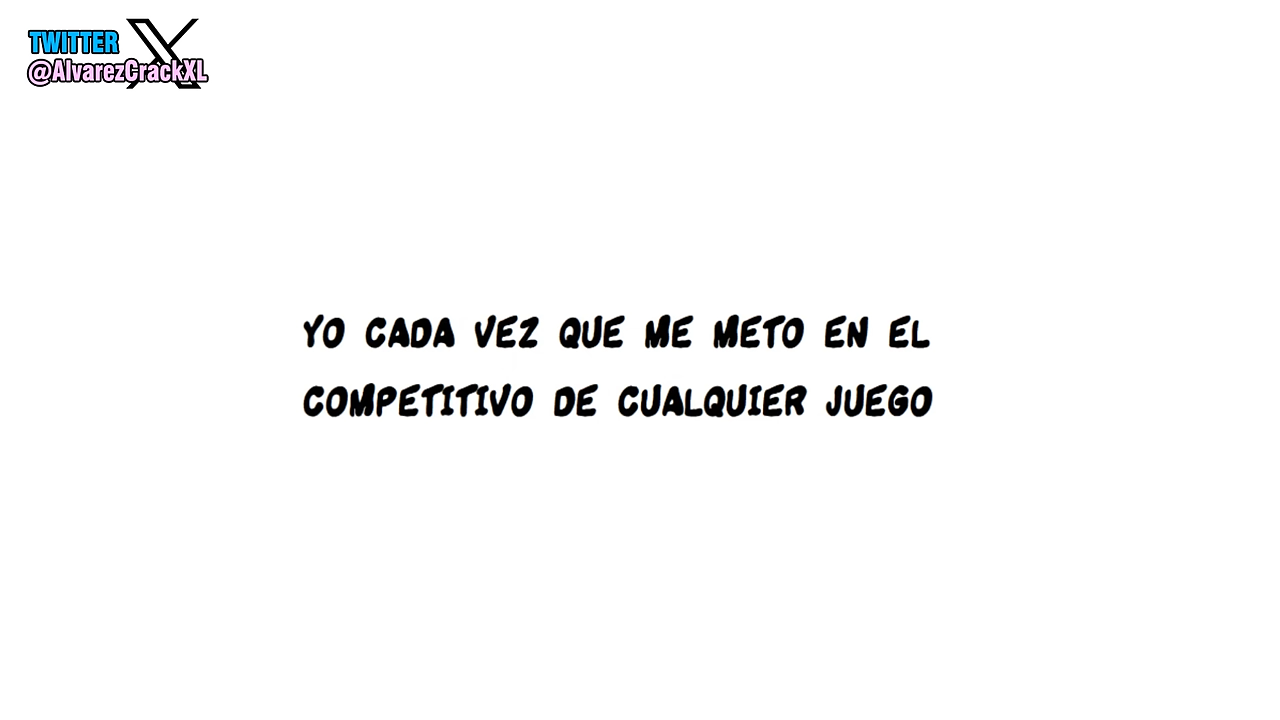 TWITTER
@AlvarezCrackXL
YO CADA VEZ QUE ME METO EN EL
COMPETITIVO DE CUALQUIER JUEGO